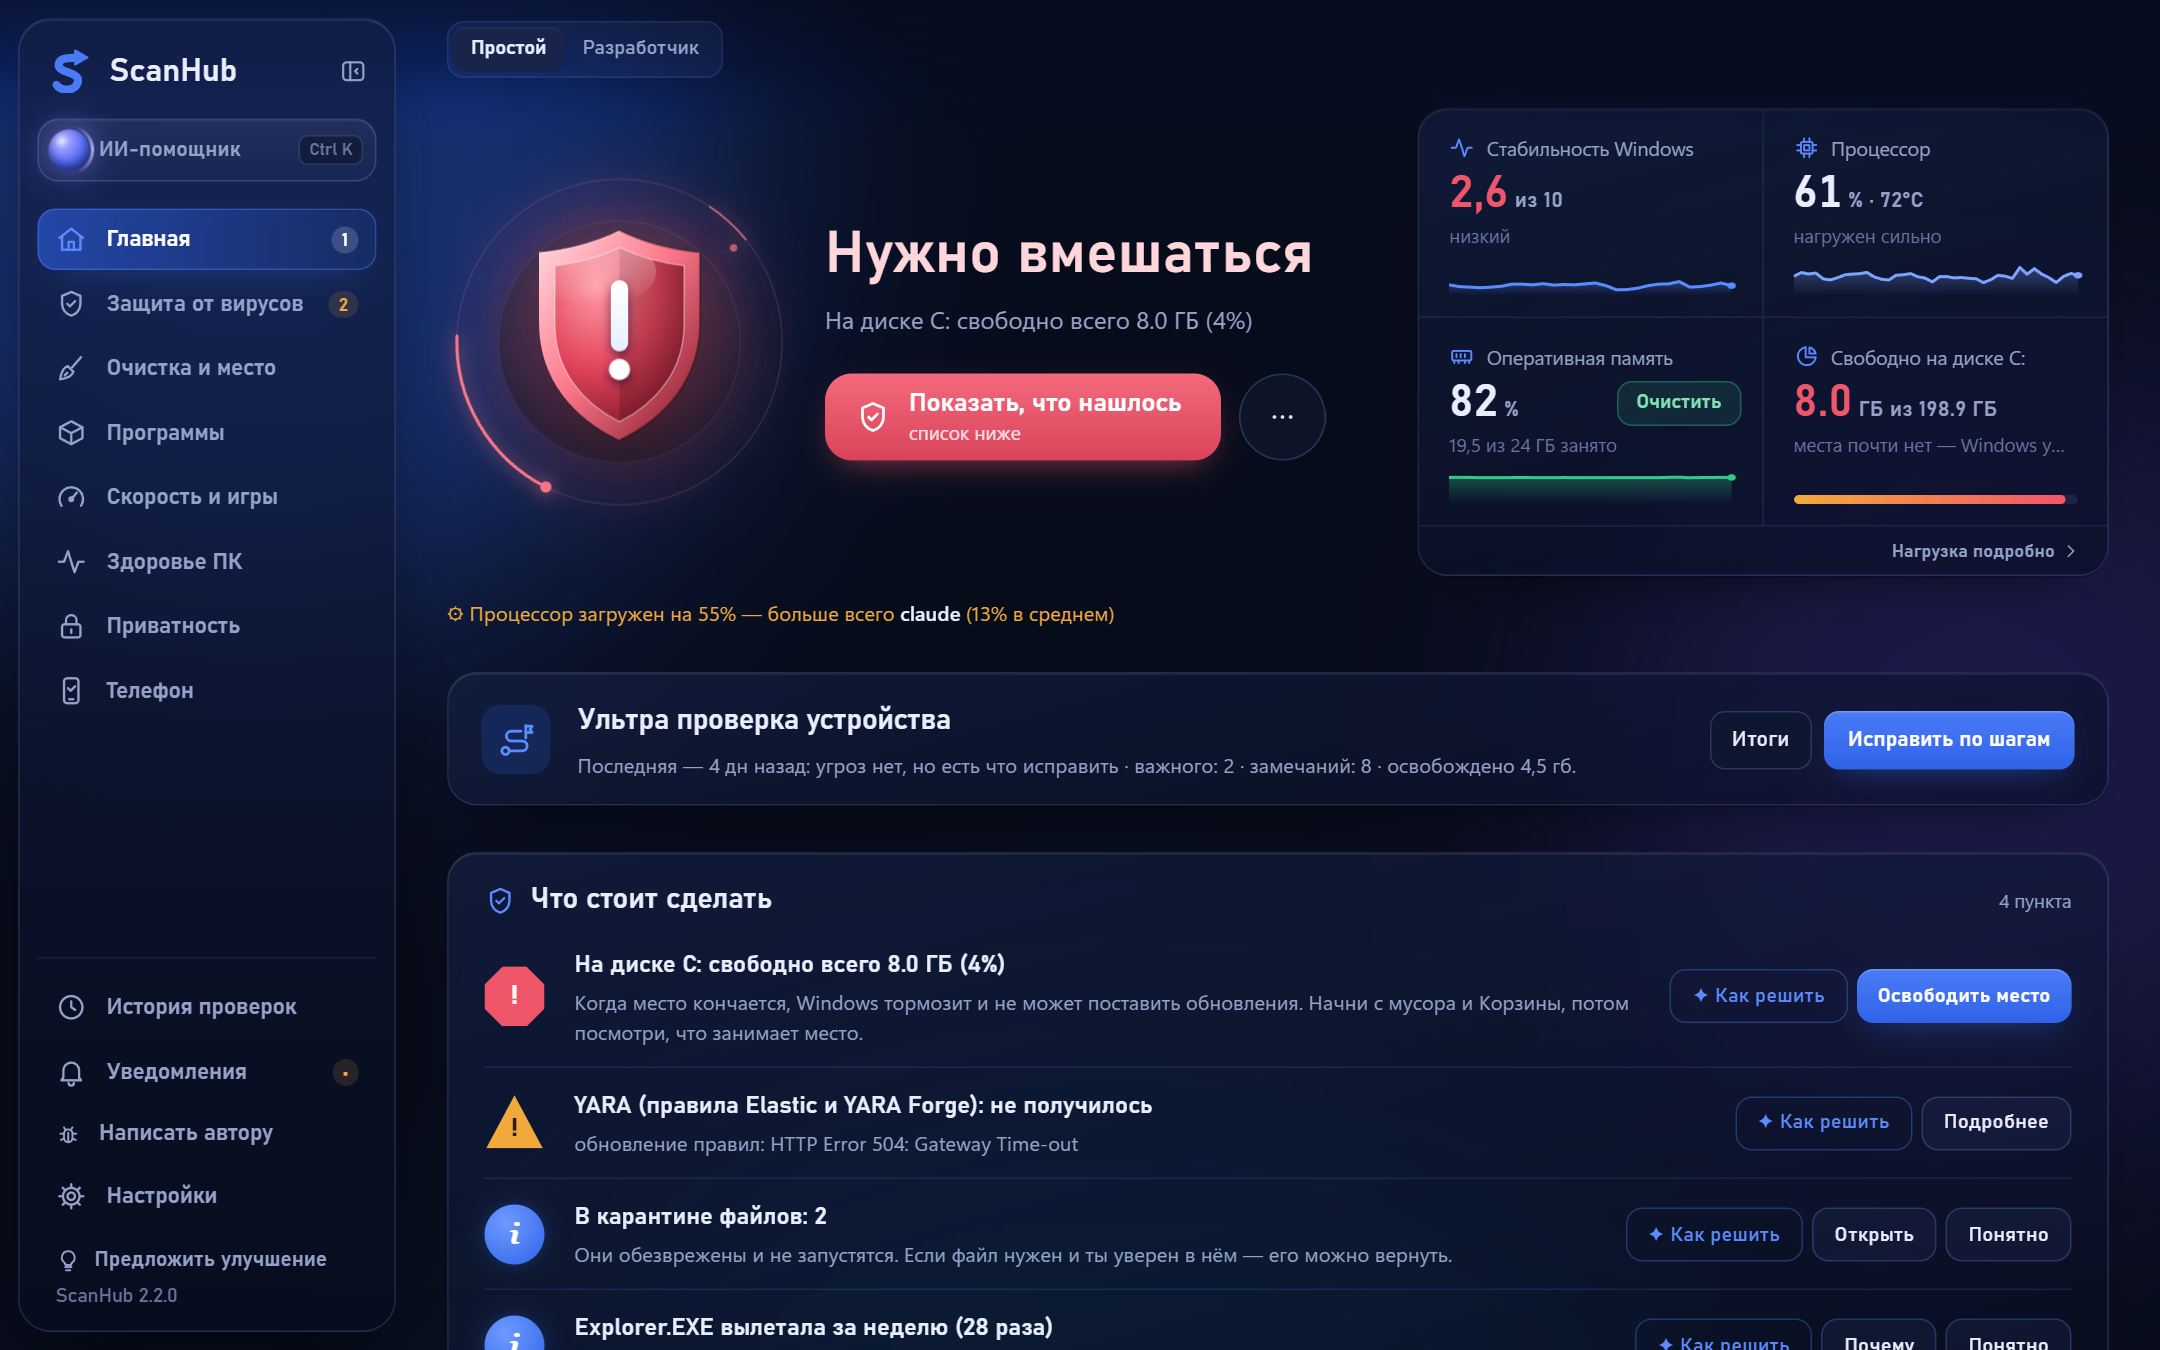 ScanHub
ИИ-помощник
Ctrl K
Главная
1
Защита от вирусов
2
Очистка и место
Программы
Скорость и игры
Здоровье ПК
Приватность
Телефон
История проверок
Уведомления
Написать автору
Настройки
Предложить улучшение
ScanHub 2.2.0
Простой
Разработчик
Нужно вмешаться
На диске C: свободно всего 8.0 ГБ (4%)
Показать, что нашлось
список ниже
Стабильность Windows
2,6 из 10
низкий
Процессор
61 % · 72°C
нагружен сильно
Оперативная память
82 %
Очистить
19,5 из 24 ГБ занято
Свободно на диске C:
8.0 ГБ из 198.9 ГБ
места почти нет — Windows у...
Нагрузка подробно
Процессор загружен на 55% — больше всего claude (13% в среднем)
Ультра проверка устройства
Последняя — 4 дн назад: угроз нет, но есть что исправить · важного: 2 · замечаний: 8 · освобождено 4,5 гб.
Итоги
Исправить по шагам
Что стоит сделать
4 пункта
На диске C: свободно всего 8.0 ГБ (4%)
Когда место кончается, Windows тормозит и не может поставить обновления. Начни с мусора и Корзины, потом
посмотри, что занимает место.
Как решить
Освободить место
YARA (правила Elastic и YARA Forge): не получилось
обновление правил: HTTP Error 504: Gateway Time-out
Как решить
Подробнее
В карантине файлов: 2
Они обезврежены и не запустятся. Если файл нужен и ты уверен в нём — его можно вернуть.
Как решить
Открыть
Понятно
Explorer.EXE вылетала за неделю (28 раза)
Как решить
Почему
Понятно